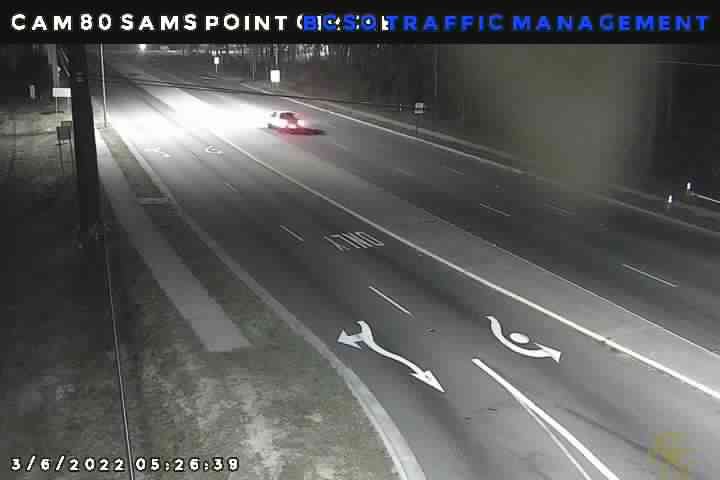 CAM 80 SAMS POINT
TRAFFIC MANAGEMENT
ONLY
3/6/2022 05:26:39